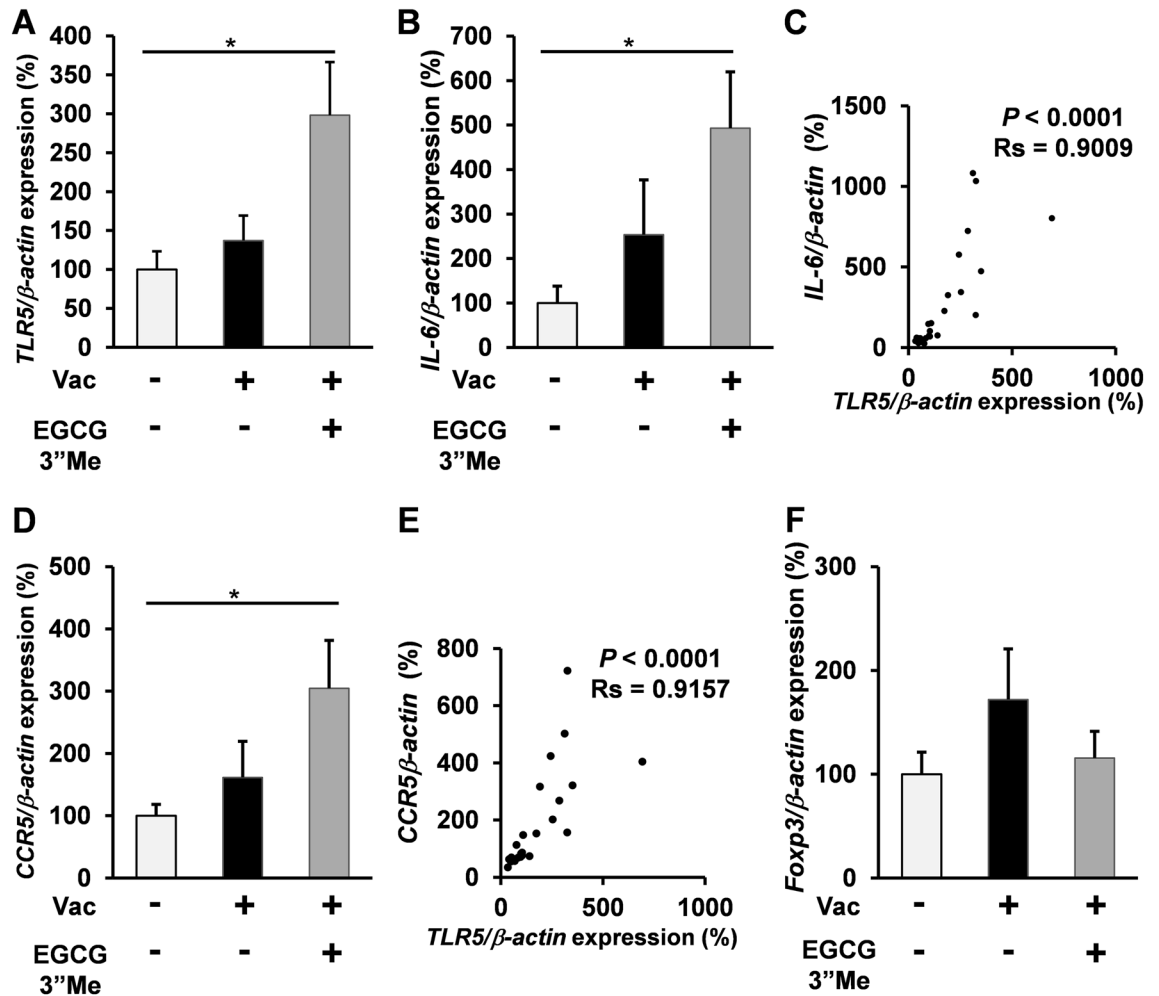 A
TLR5/β-actin expression (%)
400
350
300
250
200
150
100
50
0
*
Vac - + +
EGCG - - +
3”Me
B
IL-6/β-actin expression (%)
700
600
500
400
300
200
100
0
*
Vac - + +
EGCG - - +
3”Me
C
IL-6/β-actin (%)
1500
1000
500
0
P < 0.0001
Rs = 0.9009
0 500 1000
TLR5/β-actin expression (%)
D
CCR5/β-actin expression (%)
500
400
300
200
100
0
*
Vac - + +
EGCG - - +
3”Me
E
CCR5β-actin (%)
800
600
400
200
0
P < 0.0001
Rs = 0.9157
0 500 1000
TLR5/β-actin expression (%)
F
Foxp3/β-actin expression (%)
300
200
100
0
Vac - + +
EGCG - - +
3”Me